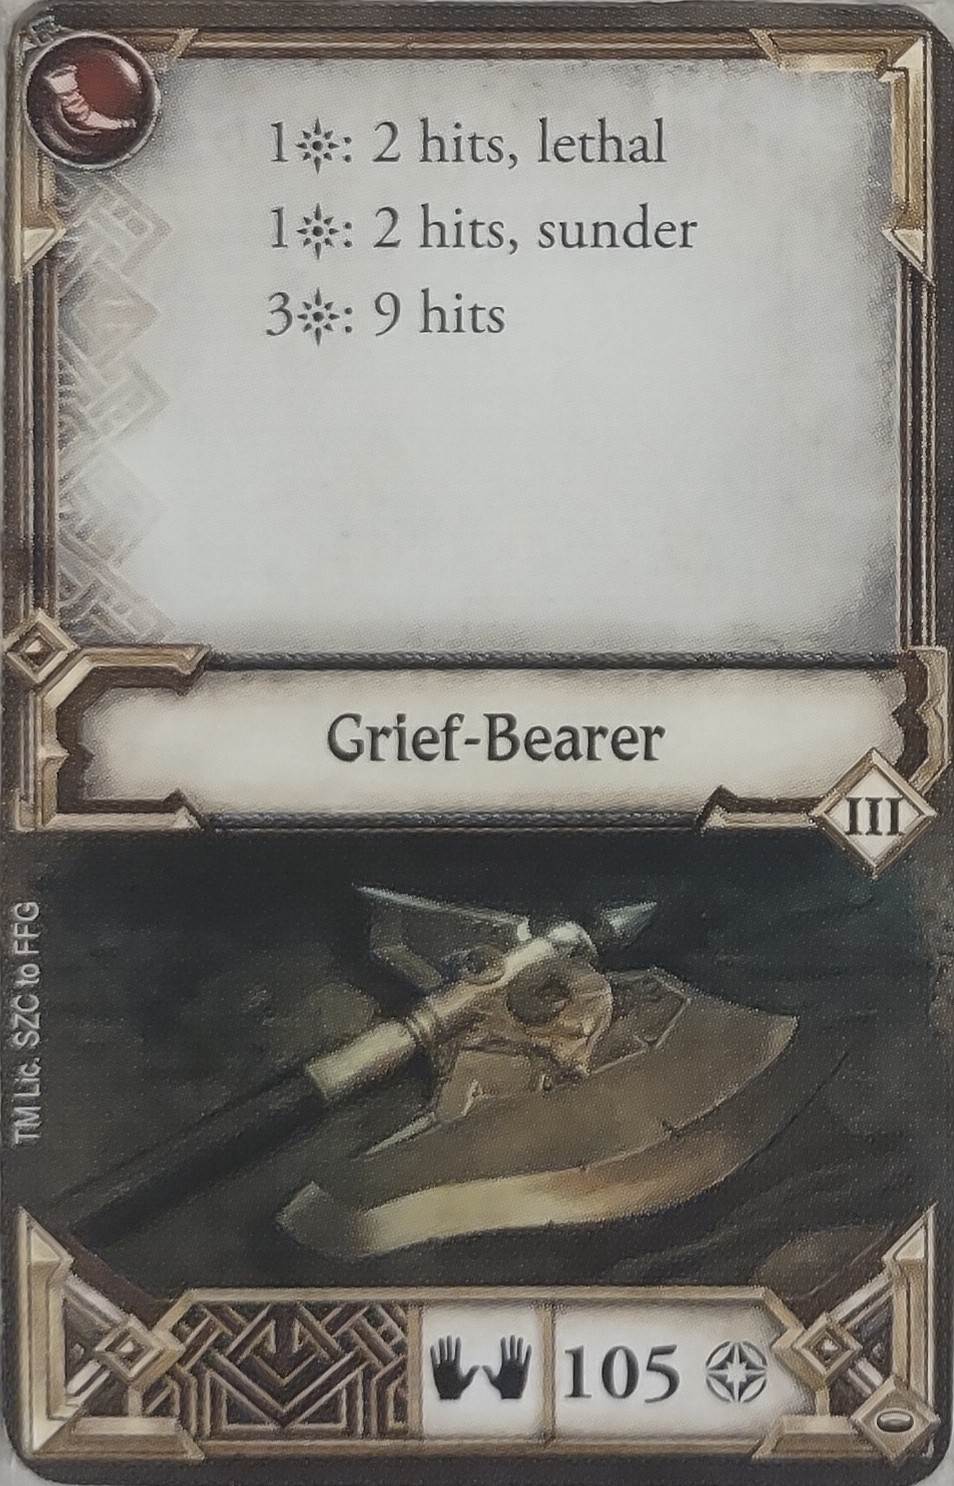 1: 2 hits, lethal
1: 2 hits, sunder
3: 9 hits
Grief-Bearer
III
TM Lic. SZC to FFG
105